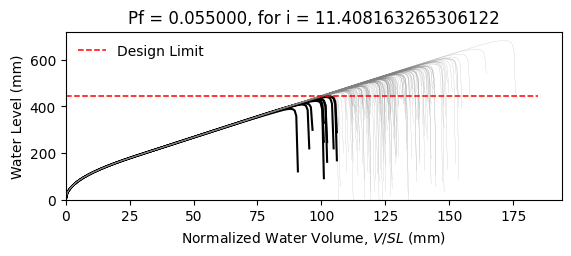 Pf = 0.055000, for i = 11.408163265306122
Water Level (mm)
600
400
200
0
Design Limit
0 25 50 75 100 125 150 175
Normalized Water Volume, V/SL (mm)